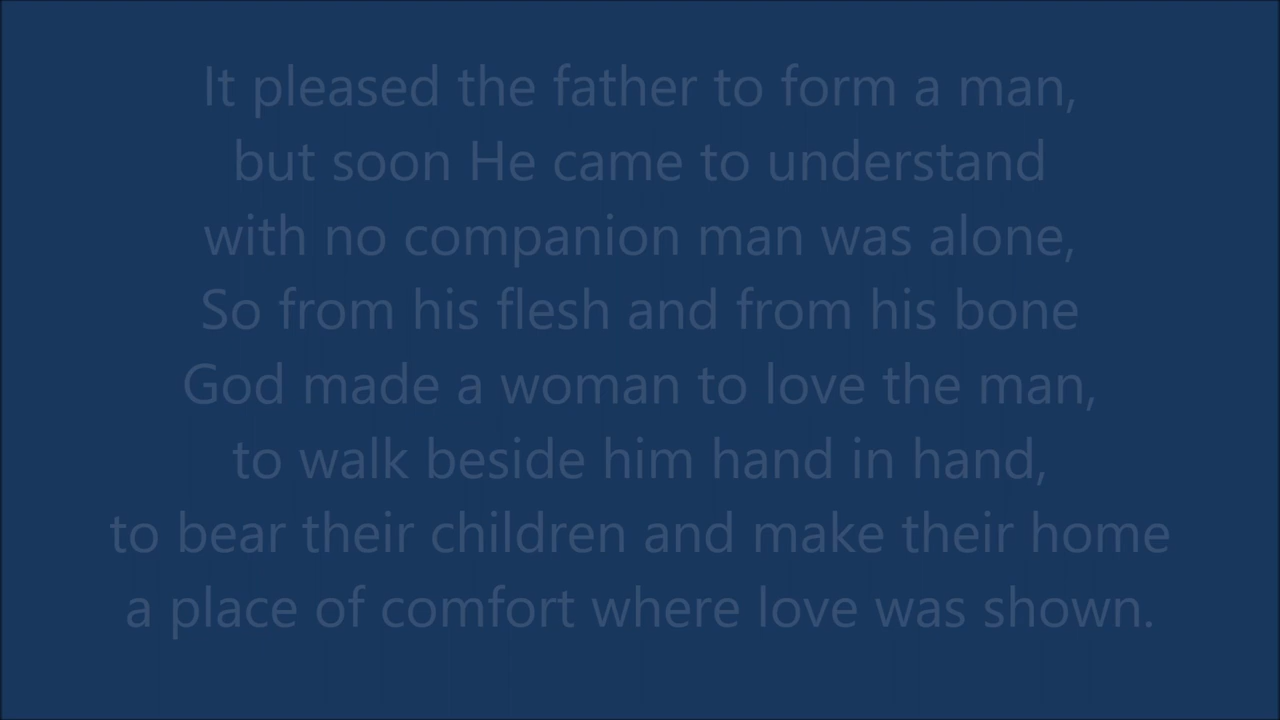 It pleased the father to form a man,
but soon He came to understand
with no companion man was alone,
So from his flesh and from his bone
God made a woman to love the man,
to walk beside him hand in hand,
to bear their children and make their home
a place of comfort where love was shown.